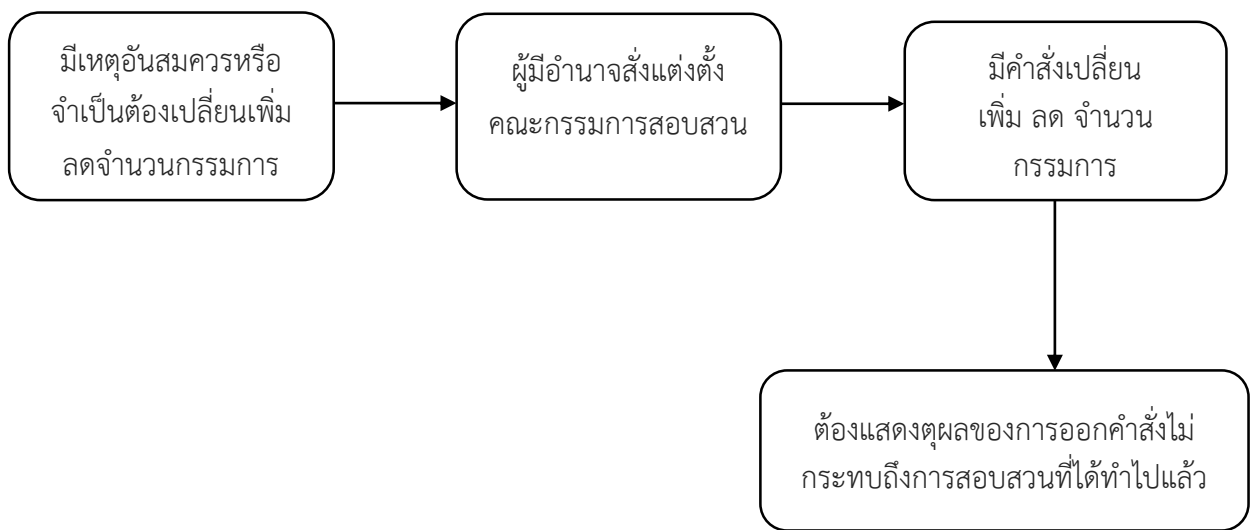 มีเหตุอันสมควรหรือ
จำเป็นต้องเปลี่ยนเพิ่ม
ลดจำนวนกรรมการ
ผู้มีอำนาจสั่งแต่งตั้ง
คณะกรรมการสอบสวน
มีคำสั่งเปลี่ยน
เพิ่ม ลด จำนวน
กรรมการ
ต้องแสดงตุผลของการออกคำสั่งไม่
กระทบถึงการสอบสวนที่ได้ทำไปแล้ว